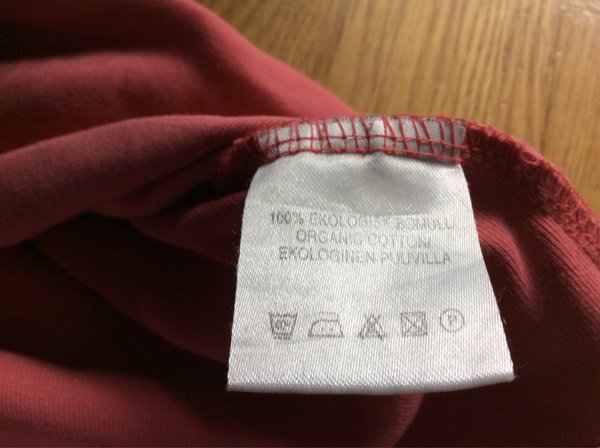 100% EKOLOGISK BOMULL/
ORGANIC COTTON/
EKOLOGINEN PUUVILLA
P